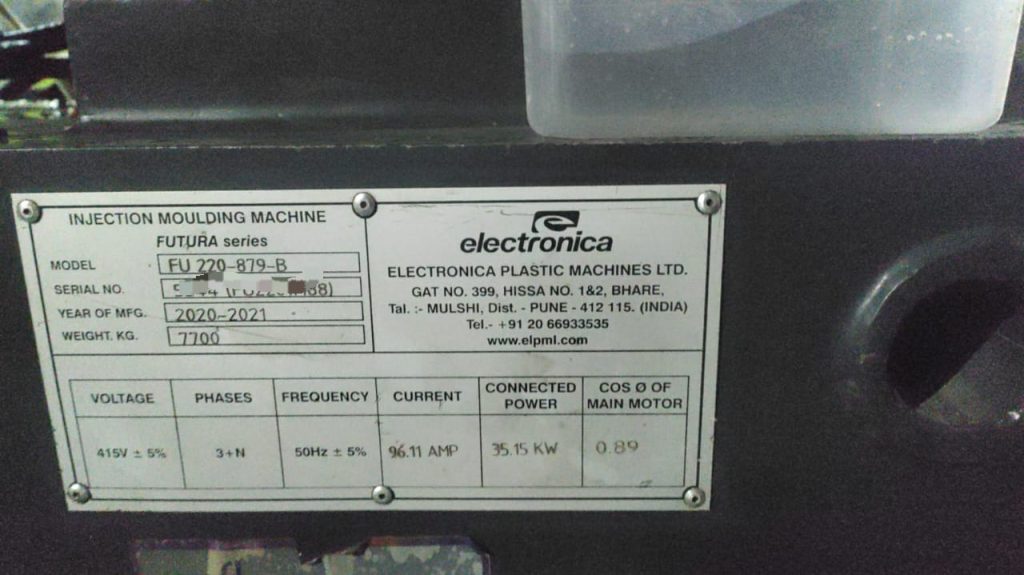 INJECTION MOULDING MACHINE
FUTURA series
MODEL FU 220-879-B
SERIAL NO.
YEAR OF MFG. 2020-2021
WEIGHT. KG. 7700
e
electronica
ELECTRONICA PLASTIC MACHINES LTD.
GAT NO. 399, HISSA NO. 1&2, BHARE,
Tal. :- MULSHI, Dist. - PUNE - 412 115. (INDIA)
Tel.- +91 20 66933535
www.elpml.com
VOLTAGE PHASES FREQUENCY CURRENT CONNECTED POWER COS Ø OF MAIN MOTOR
415V ± 5% 3+N 50Hz ± 5% 96.11 AMP 35.15 KW 0.89